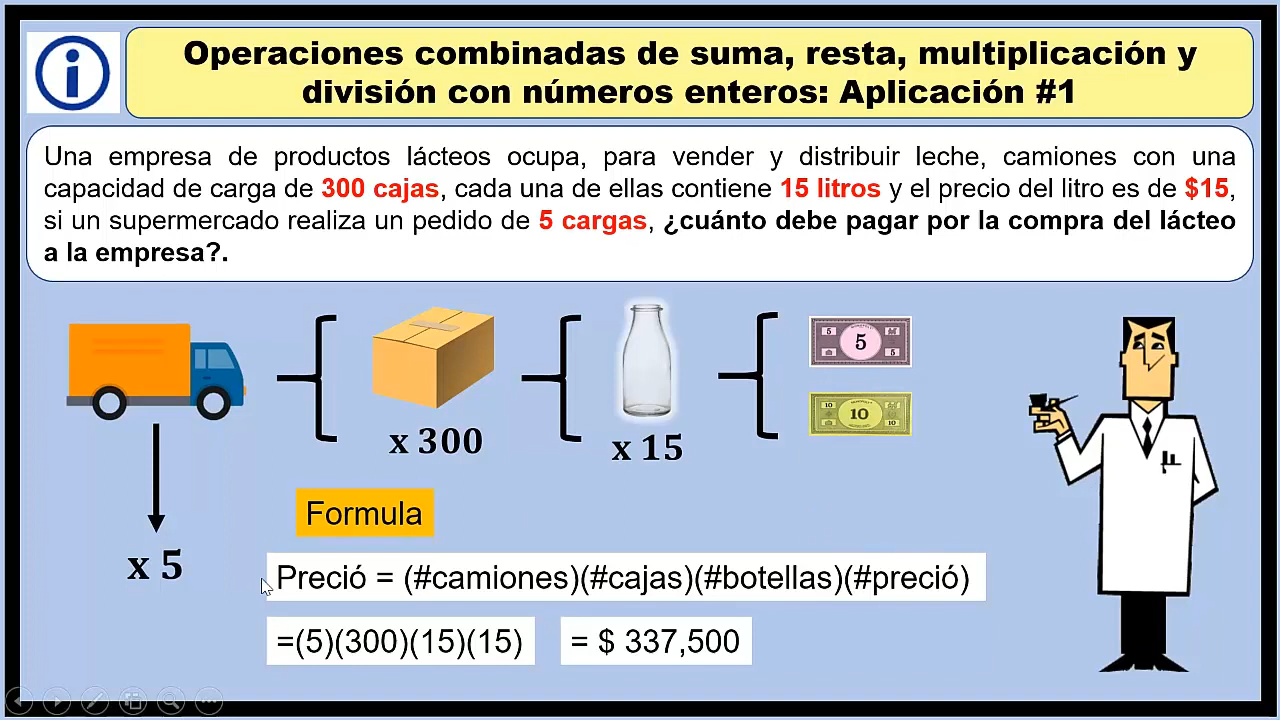 Operaciones combinadas de suma, resta, multiplicación y
división con números enteros: Aplicación #1
Una empresa de productos lácteos ocupa, para vender y distribuir leche, camiones con una
capacidad de carga de 300 cajas, cada una de ellas contiene 15 litros y el precio del litro es de $15,
si un supermercado realiza un pedido de 5 cargas, ¿cuánto debe pagar por la compra del lácteo
a la empresa?.
5
5
5
10
10
10
x 300
x 15
Formula
x 5
Preció = (#camiones)(#cajas)(#botellas)(#preció)
=(5)(300)(15)(15) = $ 337,500